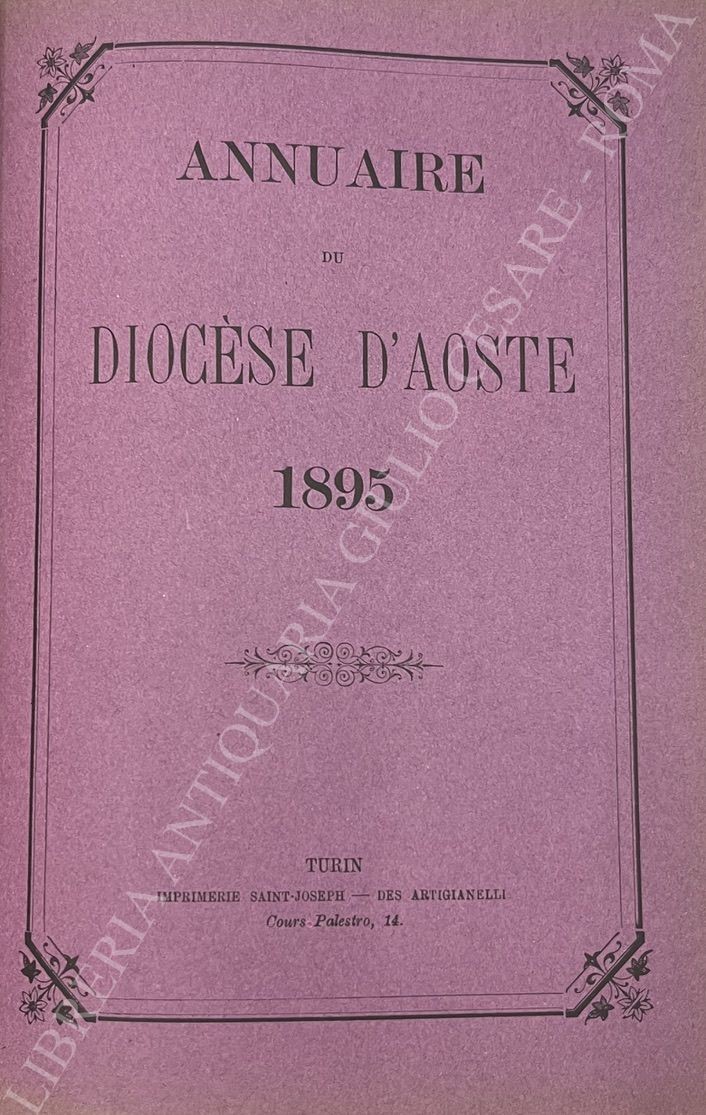 ANNUAIRE
DU
DIOCÈSE D'AOSTE
1895
TURIN
IMPRIMERIE SAINT-JOSEPH — DES ARTIGIANELLI
Cours Palestro, 14.
LIBRERIA ANTIQUARIA GIULIO CESARE - ROMA